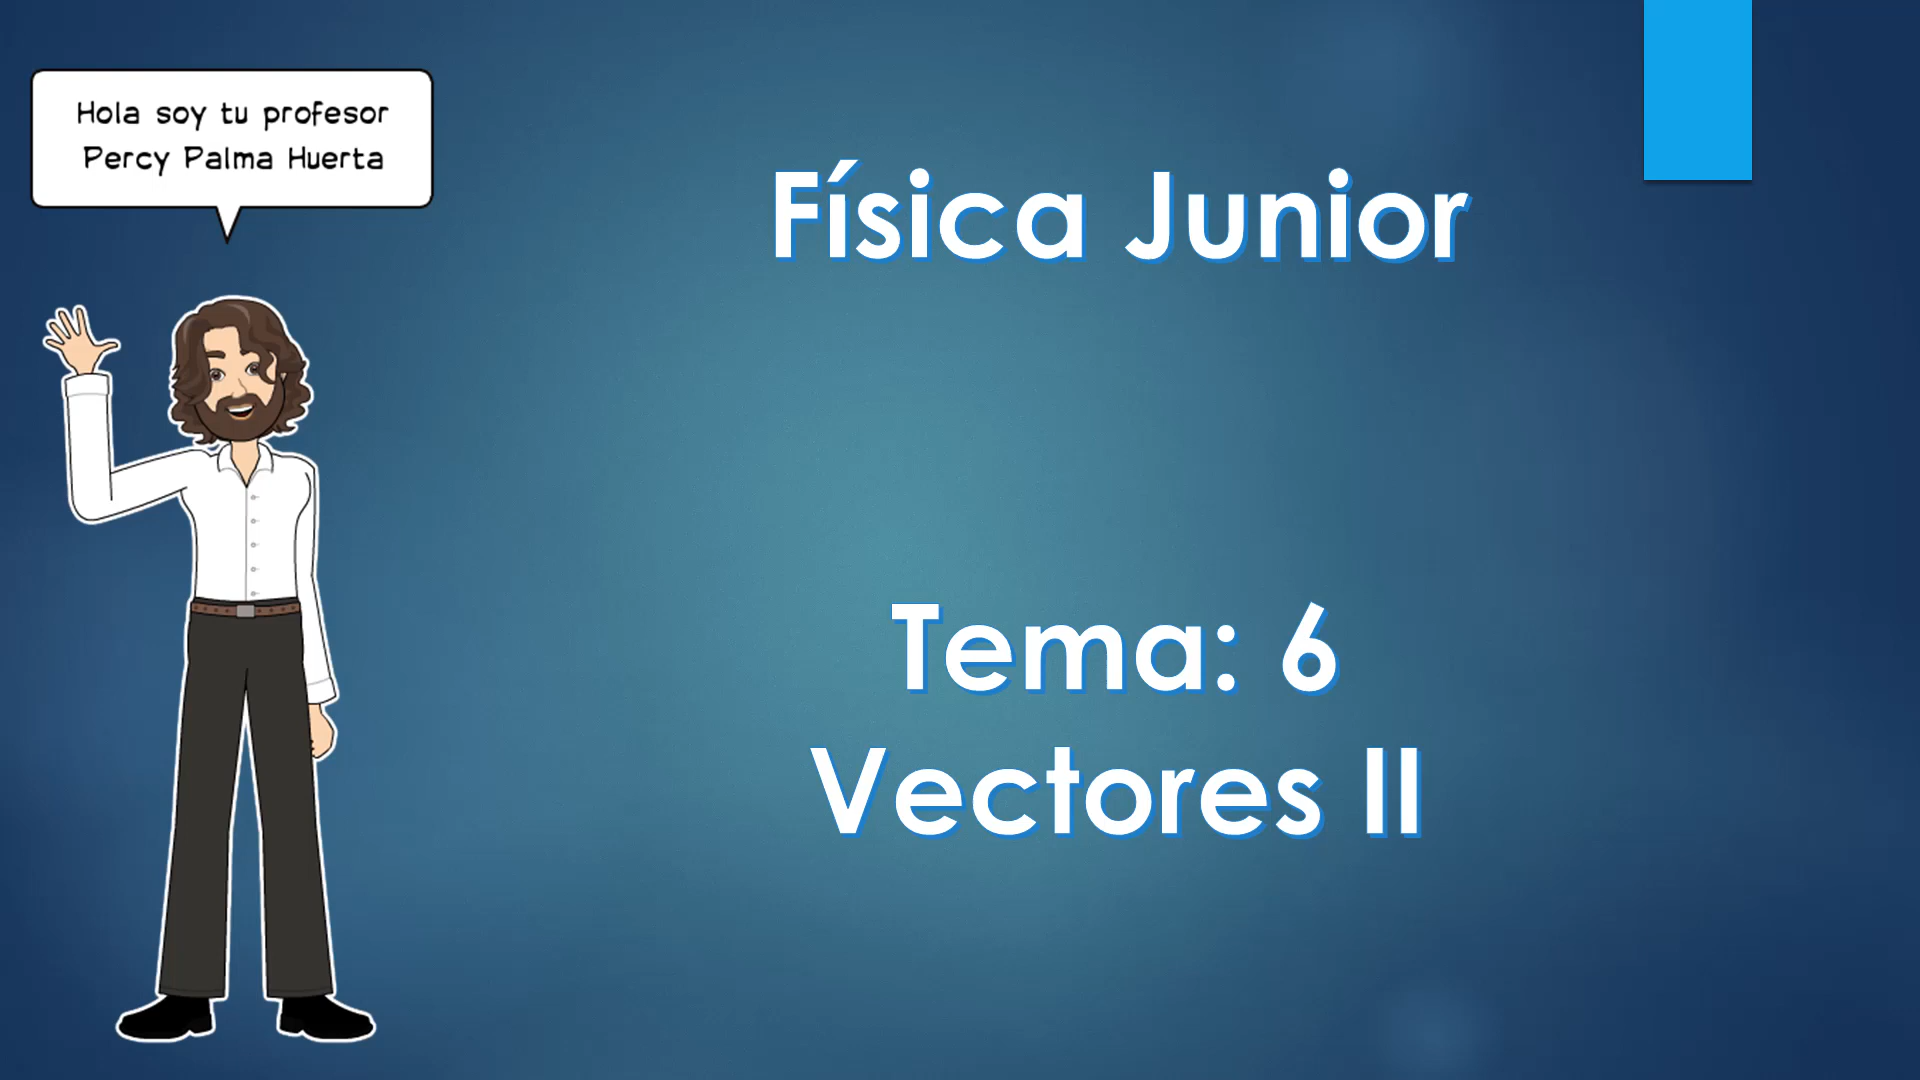 Hola soy tu profesor
Percy Palma Huerta
Física Junior
Tema: 6
Vectores II